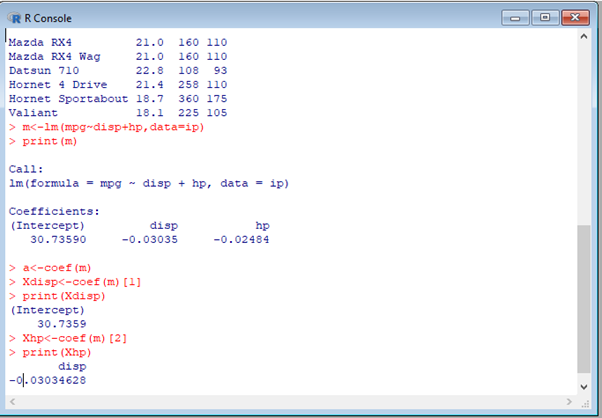 R Console
Mazda RX4 21.0 160 110
Mazda RX4 Wag 21.0 160 110
Datsun 710 22.8 108 93
Hornet 4 Drive 21.4 258 110
Hornet Sportabout 18.7 360 175
Valiant 18.1 225 105
> m<-lm(mpg~disp+hp,data=ip)
> print(m)
Call:
lm(formula = mpg ~ disp + hp, data = ip)
Coefficients:
(Intercept) disp hp
30.73590 -0.03035 -0.02484
> a<-coef(m)
> Xdisp<-coef(m)[1]
> print(Xdisp)
(Intercept)
30.7359
> Xhp<-coef(m)[2]
> print(Xhp)
disp
-0.03034628